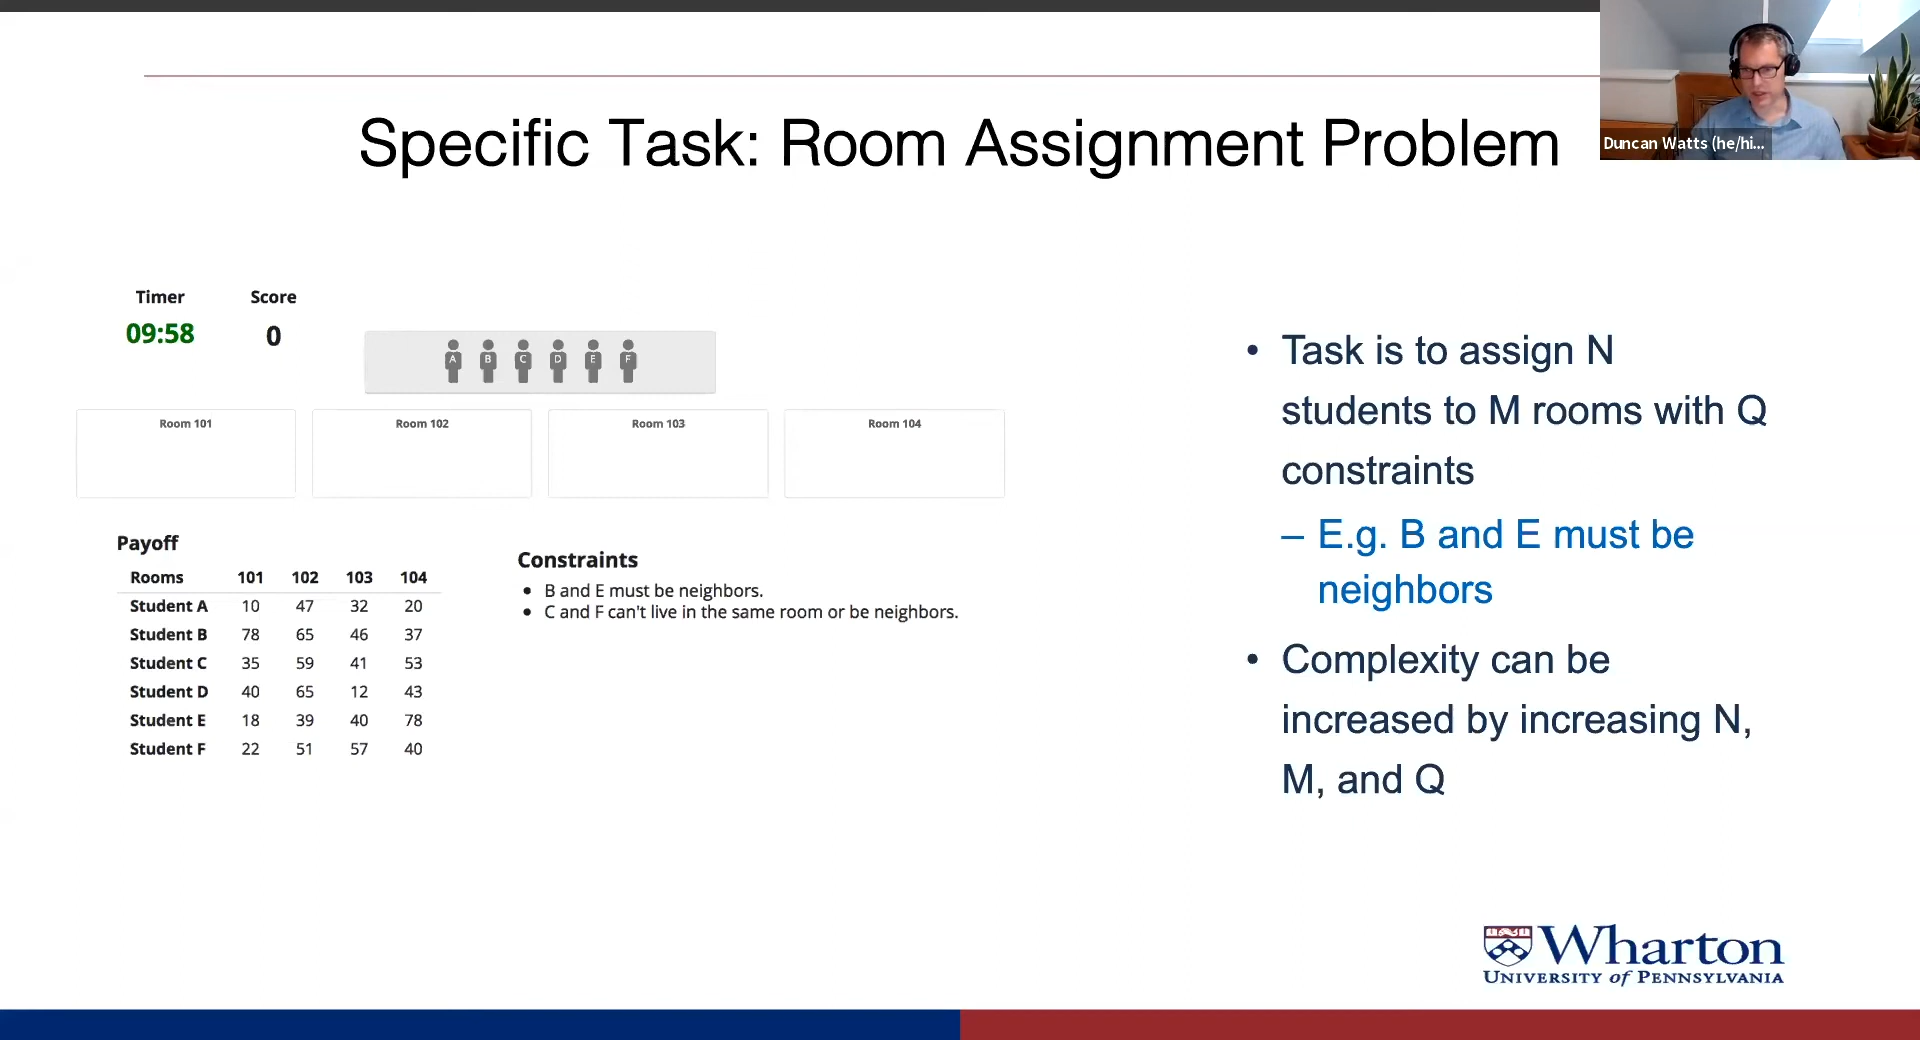 Duncan Watts (he/hi...
Specific Task: Room Assignment Problem
Timer Score
09:58 0
A B C D E F
Room 101 Room 102 Room 103 Room 104
Payoff
Rooms 101 102 103 104
Student A 10 47 32 20
Student B 78 65 46 37
Student C 35 59 41 53
Student D 40 65 12 43
Student E 18 39 40 78
Student F 22 51 57 40
Constraints
• B and E must be neighbors.
• C and F can't live in the same room or be neighbors.
• Task is to assign N
students to M rooms with Q
constraints
– E.g. B and E must be
neighbors
• Complexity can be
increased by increasing N,
M, and Q
Wharton
UNIVERSITY of PENNSYLVANIA